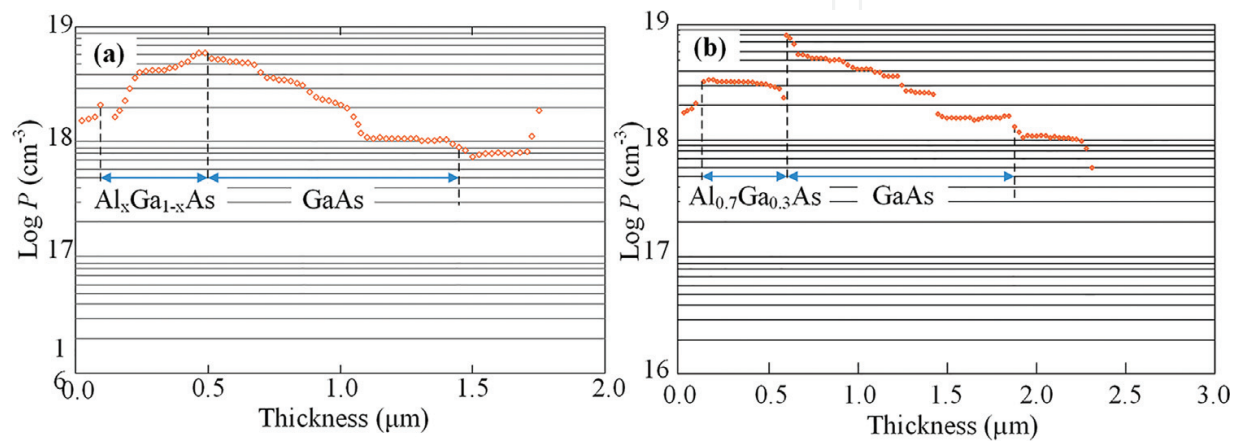 19
(a)
18
Log P (cm⁻³)
AlₓGa₁₋ₓAs
GaAs
17
1
6
0.0
0.5
1.0
1.5
2.0
Thickness (μm)
19
(b)
18
Log P (cm⁻³)
Al₀.₇Ga₀.₃As
GaAs
17
16
0.0
0.5
1.0
1.5
2.0
2.5
3.0
Thickness (μm)